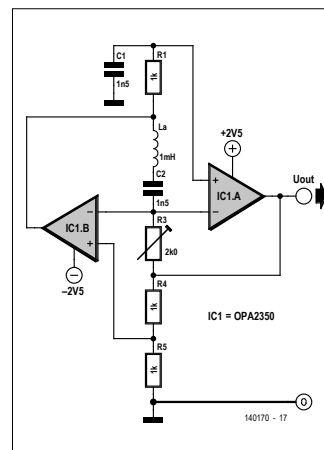 C1
R1
1n5
1k
La
1mH
+2V5
C2
Uout
1n5
+
IC1.A
−
−
R3
IC1.B
+
2k0
R4
−2V5
1k
IC1 = OPA2350
R5
1k
0
140170 - 17